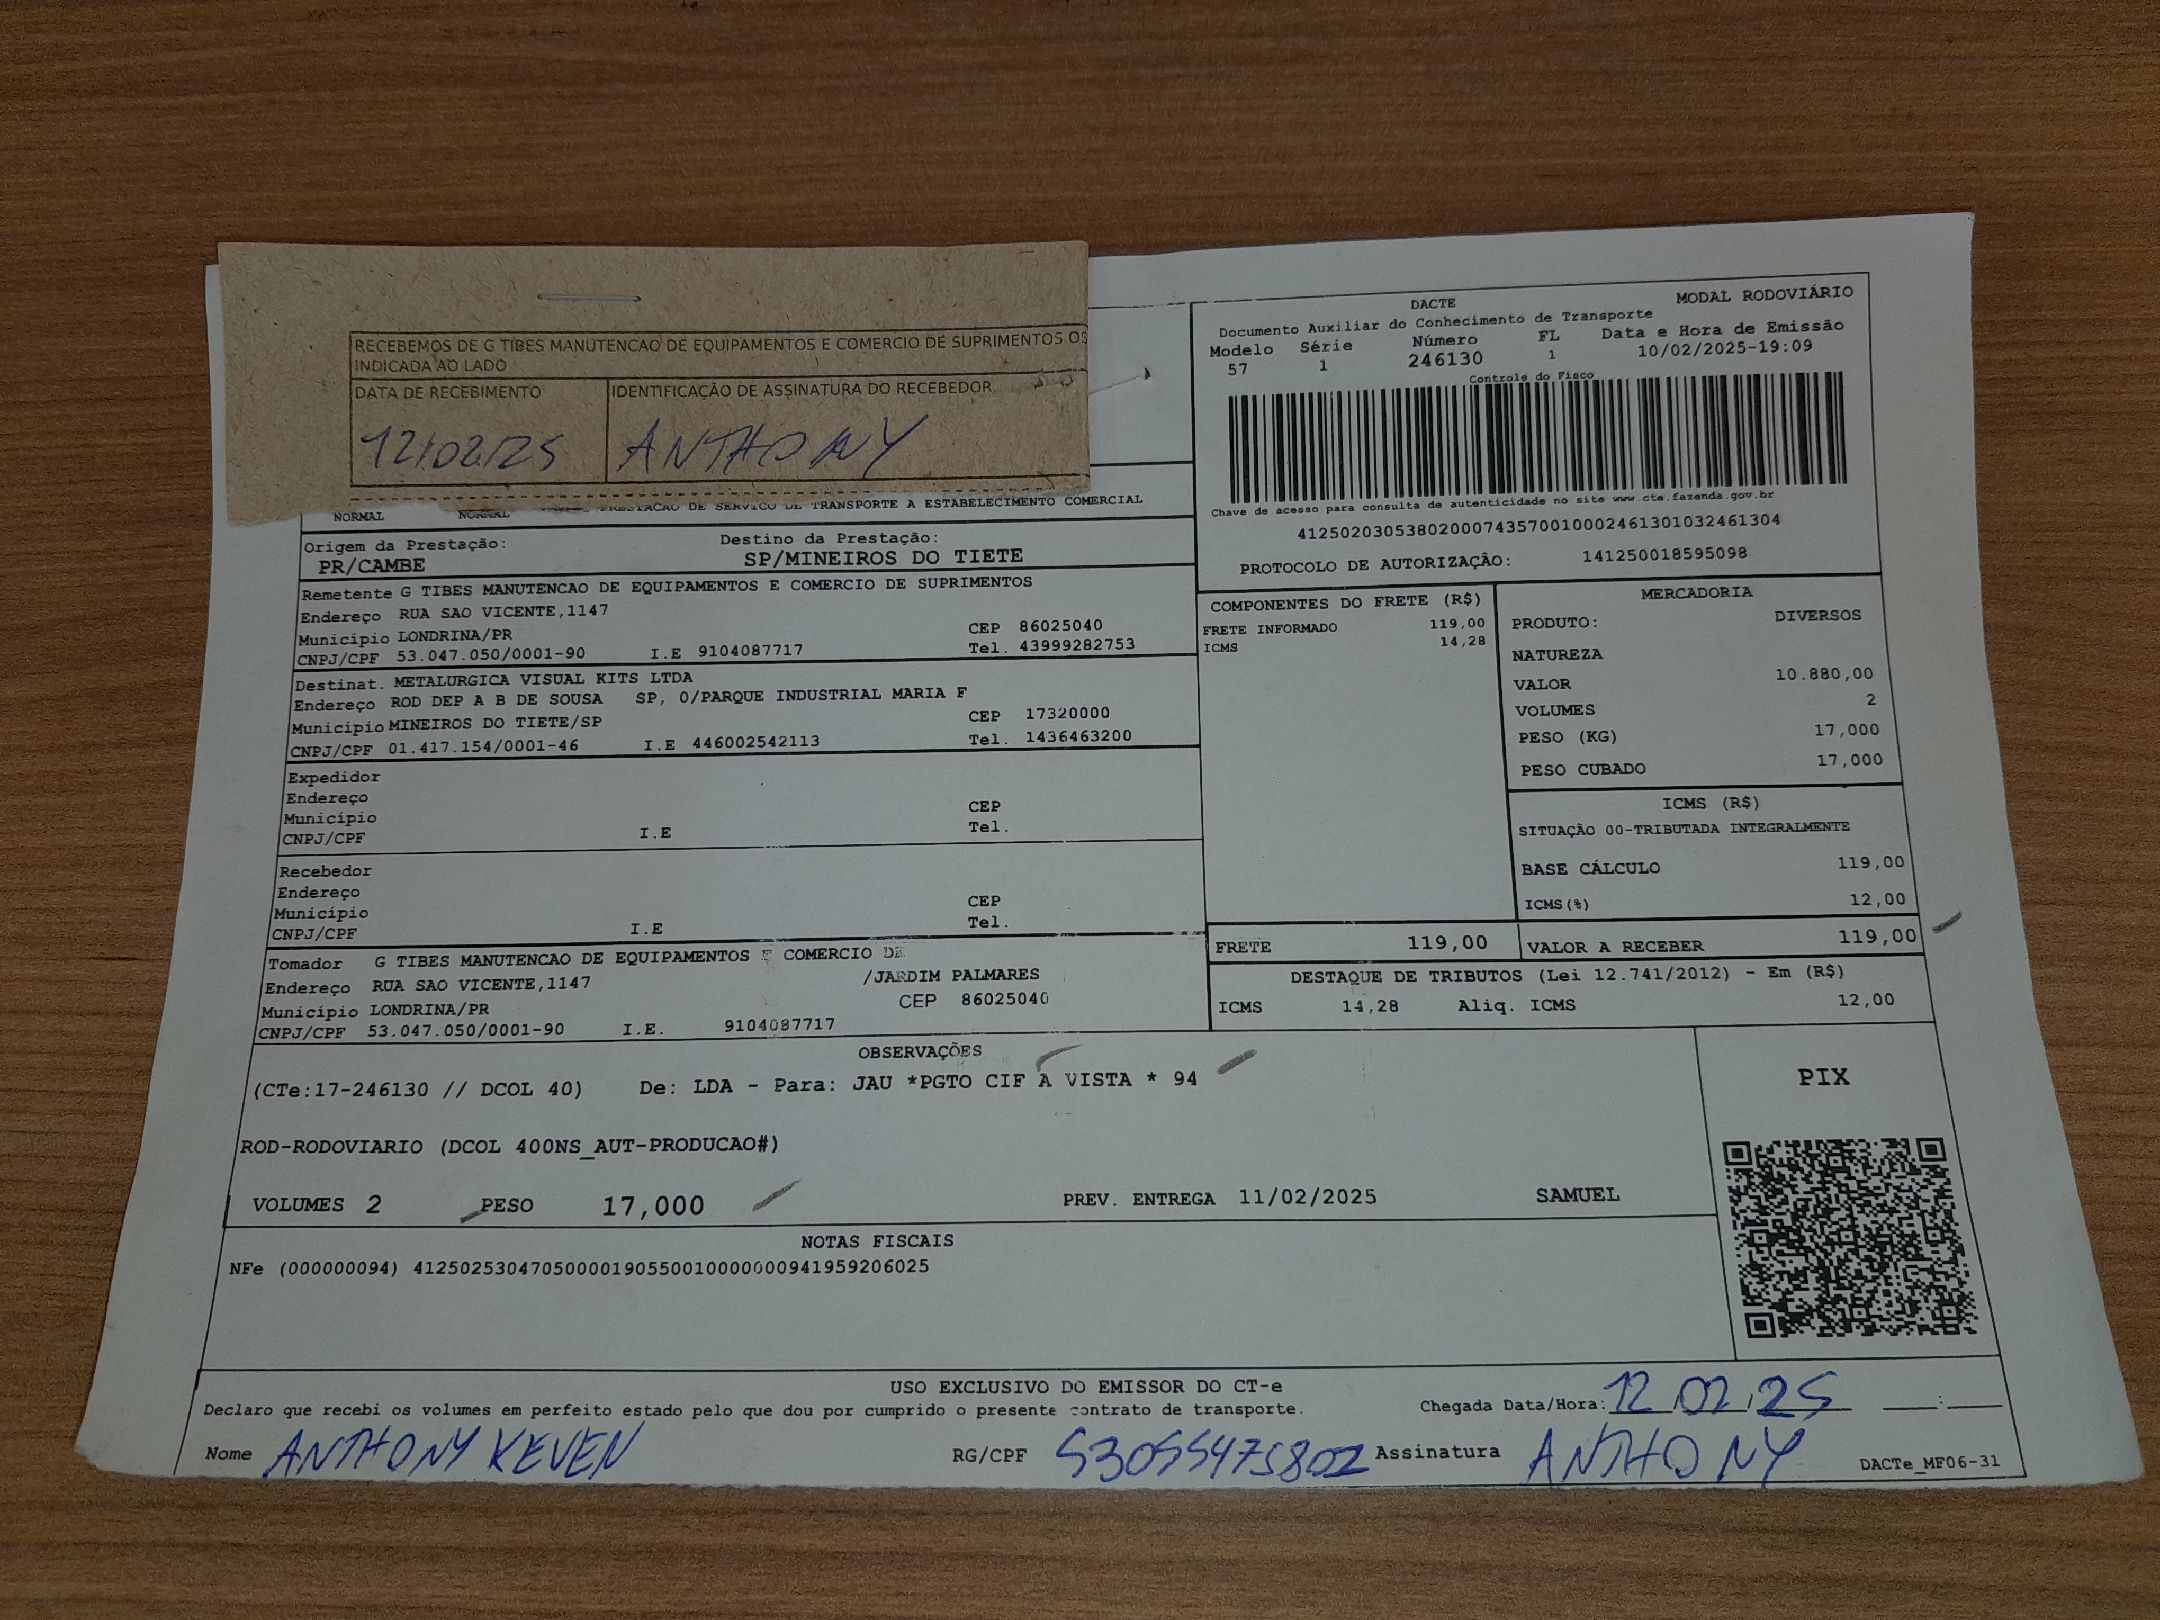 RECEBEMOS DE G TIBES MANUTENCAO DE EQUIPAMENTOS E COMERCIO DE SUPRIMENTOS OS
INDICADA AO LADO
DATA DE RECEBIMENTO IDENTIFICAÇÃO DE ASSINATURA DO RECEBEDOR
12/02/25 ANTHONY
NORMAL NORMAL PRESTACAO DE SERVICO DE TRANSPORTE A ESTABELECIMENTO COMERCIAL
Origem da Prestação: Destino da Prestação:
PR/CAMBE SP/MINEIROS DO TIETE
Remetente G TIBES MANUTENCAO DE EQUIPAMENTOS E COMERCIO DE SUPRIMENTOS
Endereço RUA SAO VICENTE,1147
Município LONDRINA/PR CEP 86025040
CNPJ/CPF 53.047.050/0001-90 I.E 9104087717 Tel. 43999282753
Destinat. METALURGICA VISUAL KITS LTDA
Endereço ROD DEP A B DE SOUSA SP, 0/PARQUE INDUSTRIAL MARIA F
Município MINEIROS DO TIETE/SP CEP 17320000
CNPJ/CPF 01.417.154/0001-46 I.E 446002542113 Tel. 1436463200
Expedidor
Endereço
Município CEP
CNPJ/CPF I.E Tel.
Recebedor
Endereço
Município CEP
CNPJ/CPF I.E Tel.
Tomador G TIBES MANUTENCAO DE EQUIPAMENTOS E COMERCIO DE
Endereço RUA SAO VICENTE,1147 /JARDIM PALMARES
Município LONDRINA/PR CEP 86025040
CNPJ/CPF 53.047.050/0001-90 I.E. 9104087717
DACTE MODAL RODOVIÁRIO
Documento Auxiliar do Conhecimento de Transporte
Modelo Série Número FL Data e Hora de Emissão
57 1 246130 1 10/02/2025-19:09
Controle do Fisco
Chave de acesso para consulta de autenticidade no site www.cte.fazenda.gov.br
41250203053802000743570010002461301032461304
PROTOCOLO DE AUTORIZAÇÃO: 141250018595098
COMPONENTES DO FRETE (R$)
FRETE INFORMADO 119,00
ICMS 14,28
MERCADORIA
PRODUTO: DIVERSOS
NATUREZA
VALOR 10.880,00
VOLUMES 2
PESO (KG) 17,000
PESO CUBADO 17,000
ICMS (R$)
SITUAÇÃO 00-TRIBUTADA INTEGRALMENTE
BASE CÁLCULO 119,00
ICMS(%) 12,00
FRETE 119,00 VALOR A RECEBER 119,00
DESTAQUE DE TRIBUTOS (Lei 12.741/2012) - Em (R$)
ICMS 14,28 Aliq. ICMS 12,00
OBSERVAÇÕES
(CTe:17-246130 // DCOL 40) De: LDA - Para: JAU *PGTO CIF A VISTA * 94
ROD-RODOVIARIO (DCOL 400NS_AUT-PRODUCAO#)
VOLUMES 2 PESO 17,000 PREV. ENTREGA 11/02/2025 SAMUEL
PIX
NOTAS FISCAIS
NFe (000000094) 41250253047050000190550010000000941959206025
USO EXCLUSIVO DO EMISSOR DO CT-e
Declaro que recebi os volumes em perfeito estado pelo que dou por cumprido o presente contrato de transporte. Chegada Data/Hora: 12/02/25 :
Nome ANTHONY KEVEN RG/CPF 53055475802 Assinatura ANTHONY DACTe_MF06-31